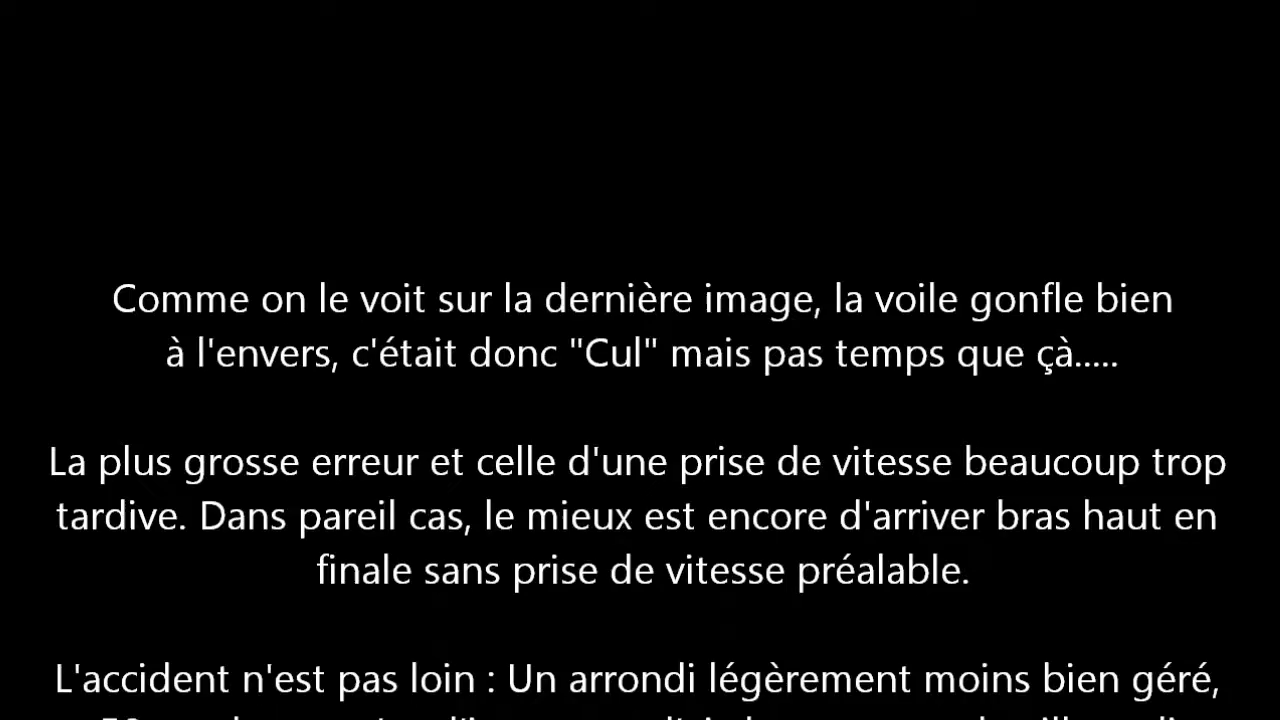 Comme on le voit sur la dernière image, la voile gonfle bien
à l'envers, c'était donc "Cul" mais pas temps que çà.....
La plus grosse erreur et celle d'une prise de vitesse beaucoup trop
tardive. Dans pareil cas, le mieux est encore d'arriver bras haut en
finale sans prise de vitesse préalable.
L'accident n'est pas loin : Un arrondi légèrement moins bien géré,